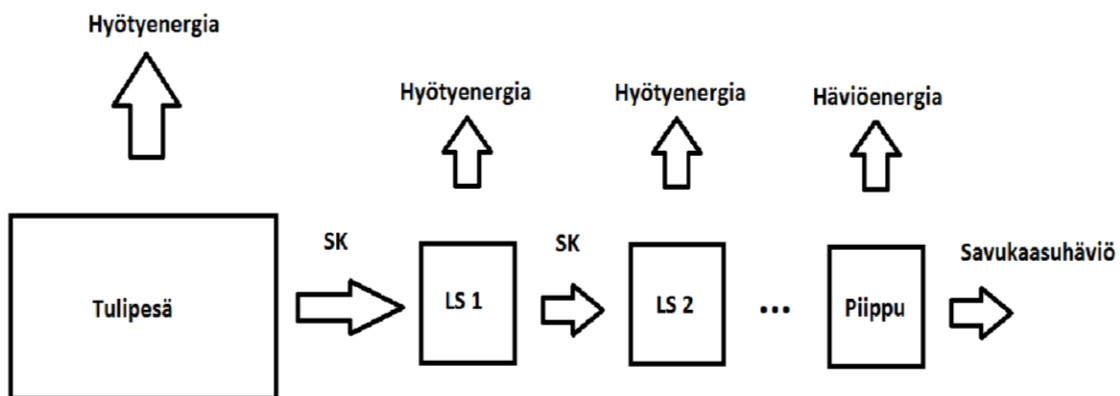 Hyötyenergia
Hyötyenergia
Hyötyenergia
Häviöenergia
SK
SK
Savukaasuhäviö
Tulipesä
LS 1
LS 2
...
Piippu